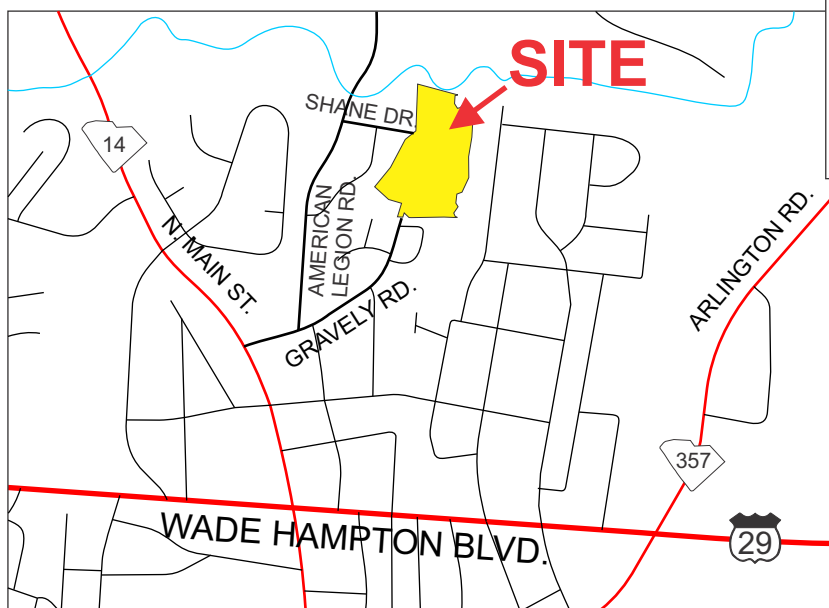 SITE
SHANE DR.
14
AMERICAN
LEGION RD.
N. MAIN ST.
ARLINGTON RD.
GRAVELY RD.
357
WADE HAMPTON BLVD.
29